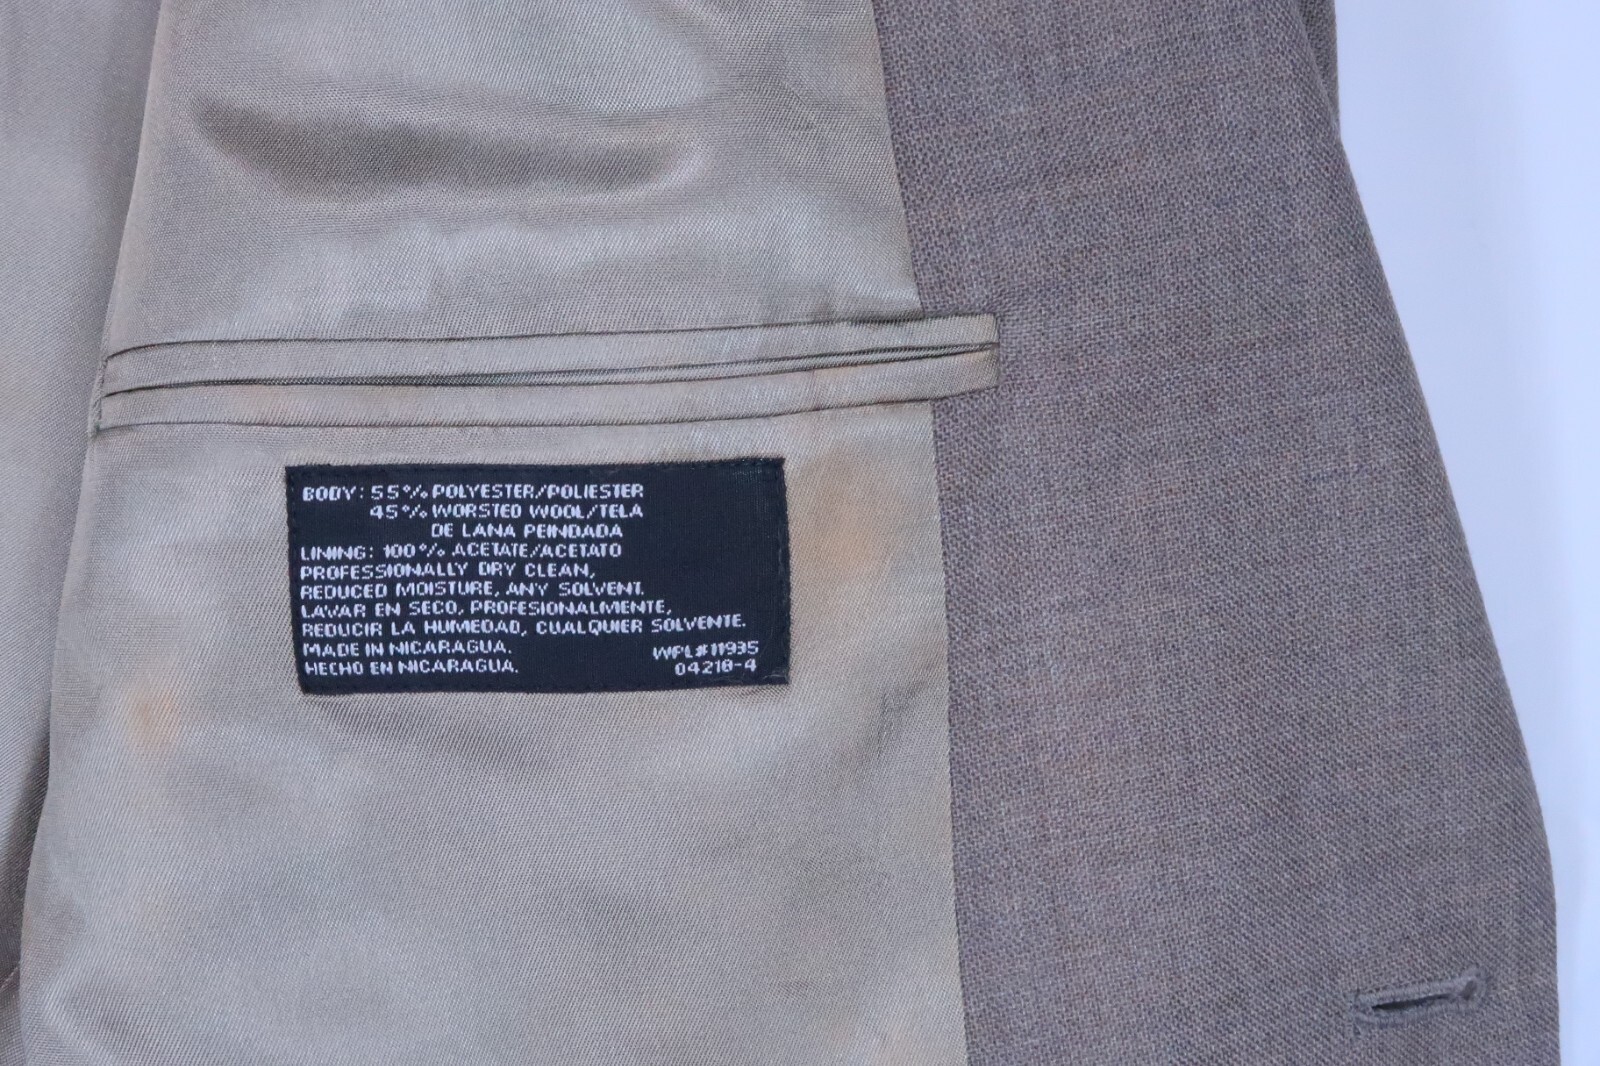 BODY: 55% POLYESTER/POLIESTER
45% WORSTED WOOL/TELA
DE LANA PEINDADA
LINING: 100% ACETATE/ACETATO
PROFESSIONALLY DRY CLEAN,
REDUCED MOISTURE, ANY SOLVENT.
LAVAR EN SECO, PROFESIONALMENTE,
REDUCIR LA HUMEDAD, CUALQUIER SOLVENTE.
MADE IN NICARAGUA. WPL#11935
HECHO EN NICARAGUA. 04218-4